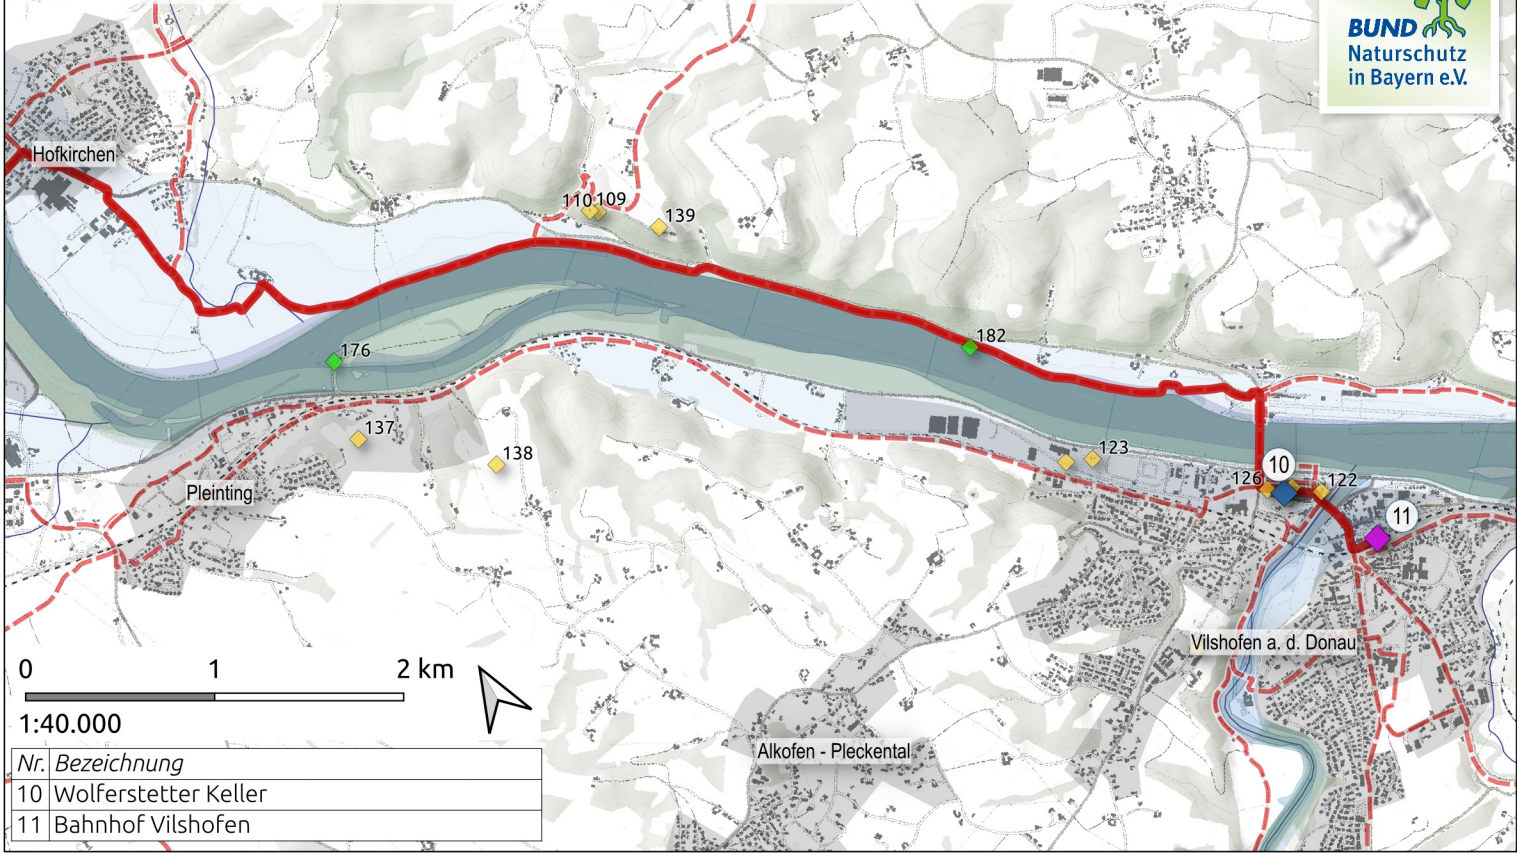 BUND
Naturschutz
in Bayern e.V.
Hofkirchen
110 109
139
182
176
137
138
123
Pleinting
126
10
122
11
Vilshofen a. d. Donau
0 1 2 km
1:40.000
Alkofen - Pleckental
Nr. Bezeichnung
10 Wolferstetter Keller
11 Bahnhof Vilshofen